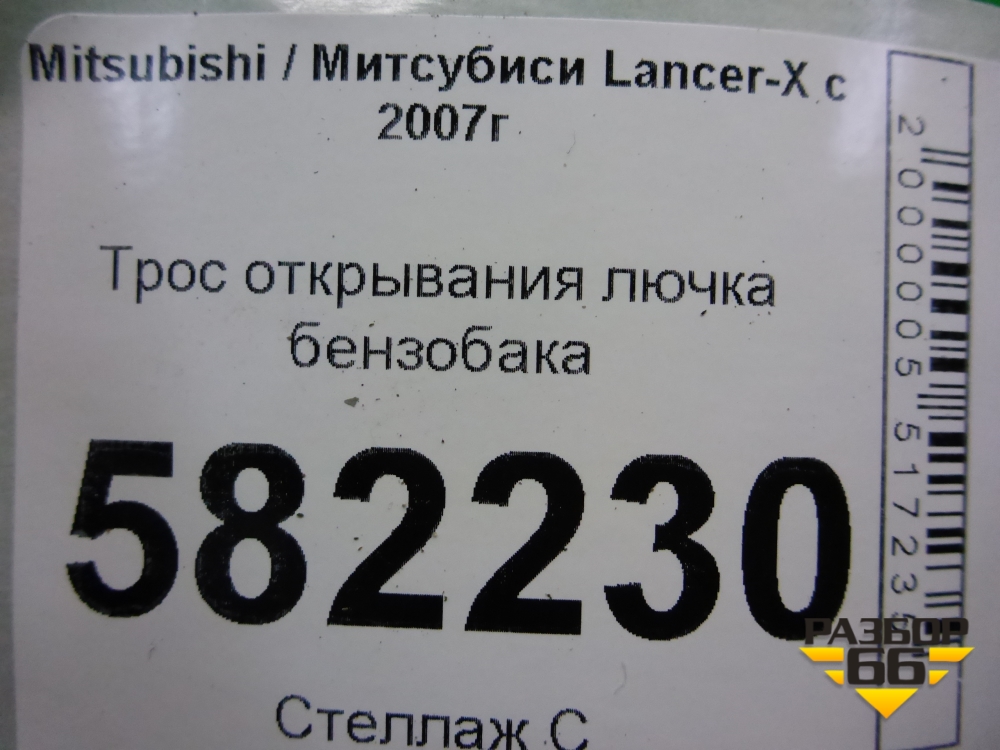 Mitsubishi / Митсубиси Lancer-X с
2007г
Трос открывания лючка
бензобака
582230
Стеллаж С
РАЗБОР
66